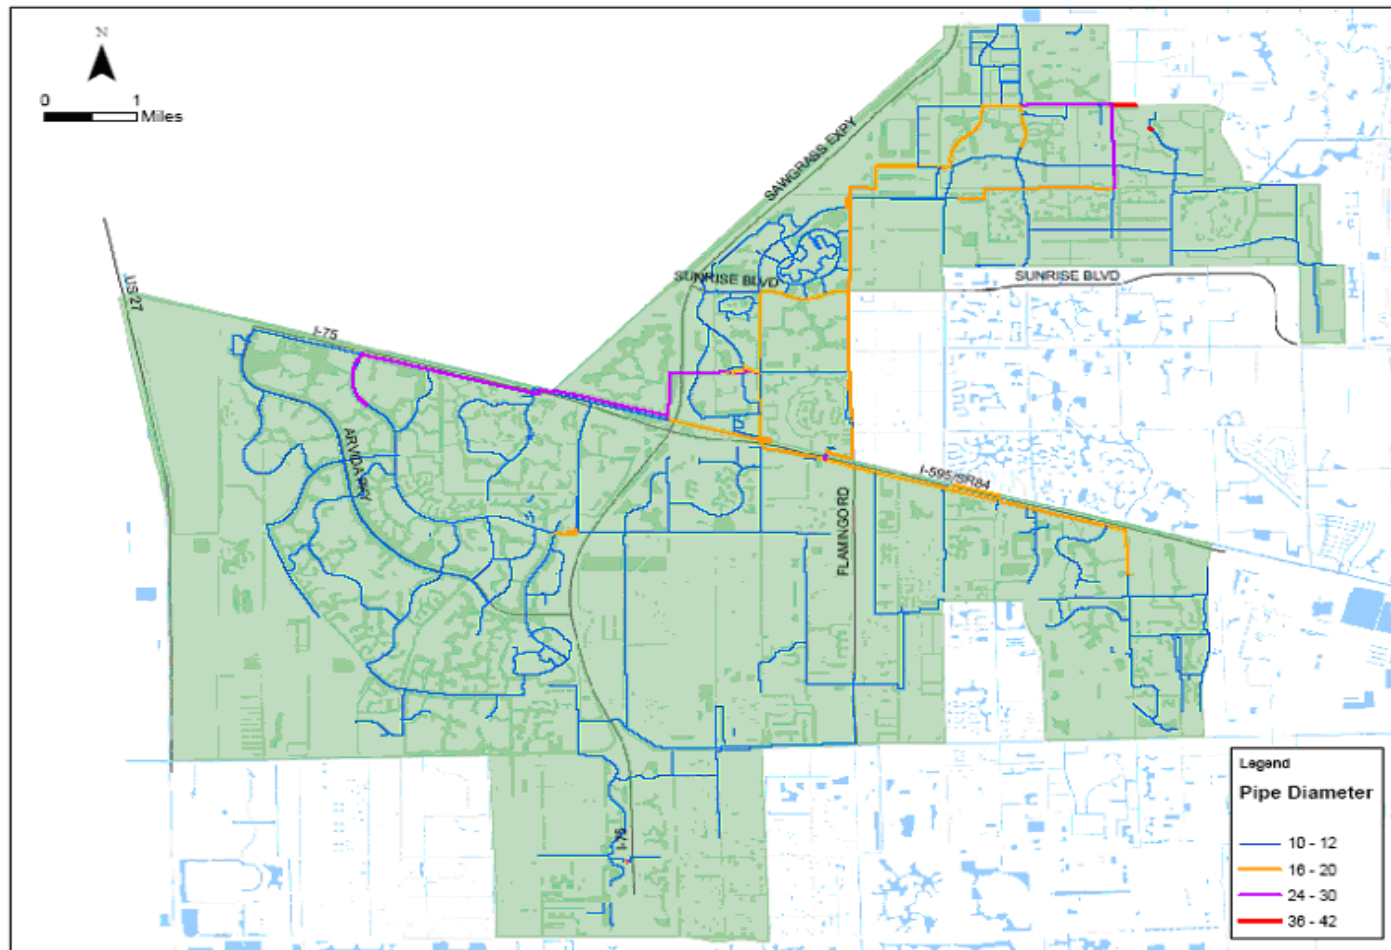 N
0 1
Miles
SAWGRASS EXPY
US 27
SUNRISE BLVD
SUNRISE BLVD
I-75
ARVIDA PKY
I-595/SR84
FLAMINGO RD
I-75
Legend
Pipe Diameter
10 - 12
16 - 20
24 - 30
36 - 42